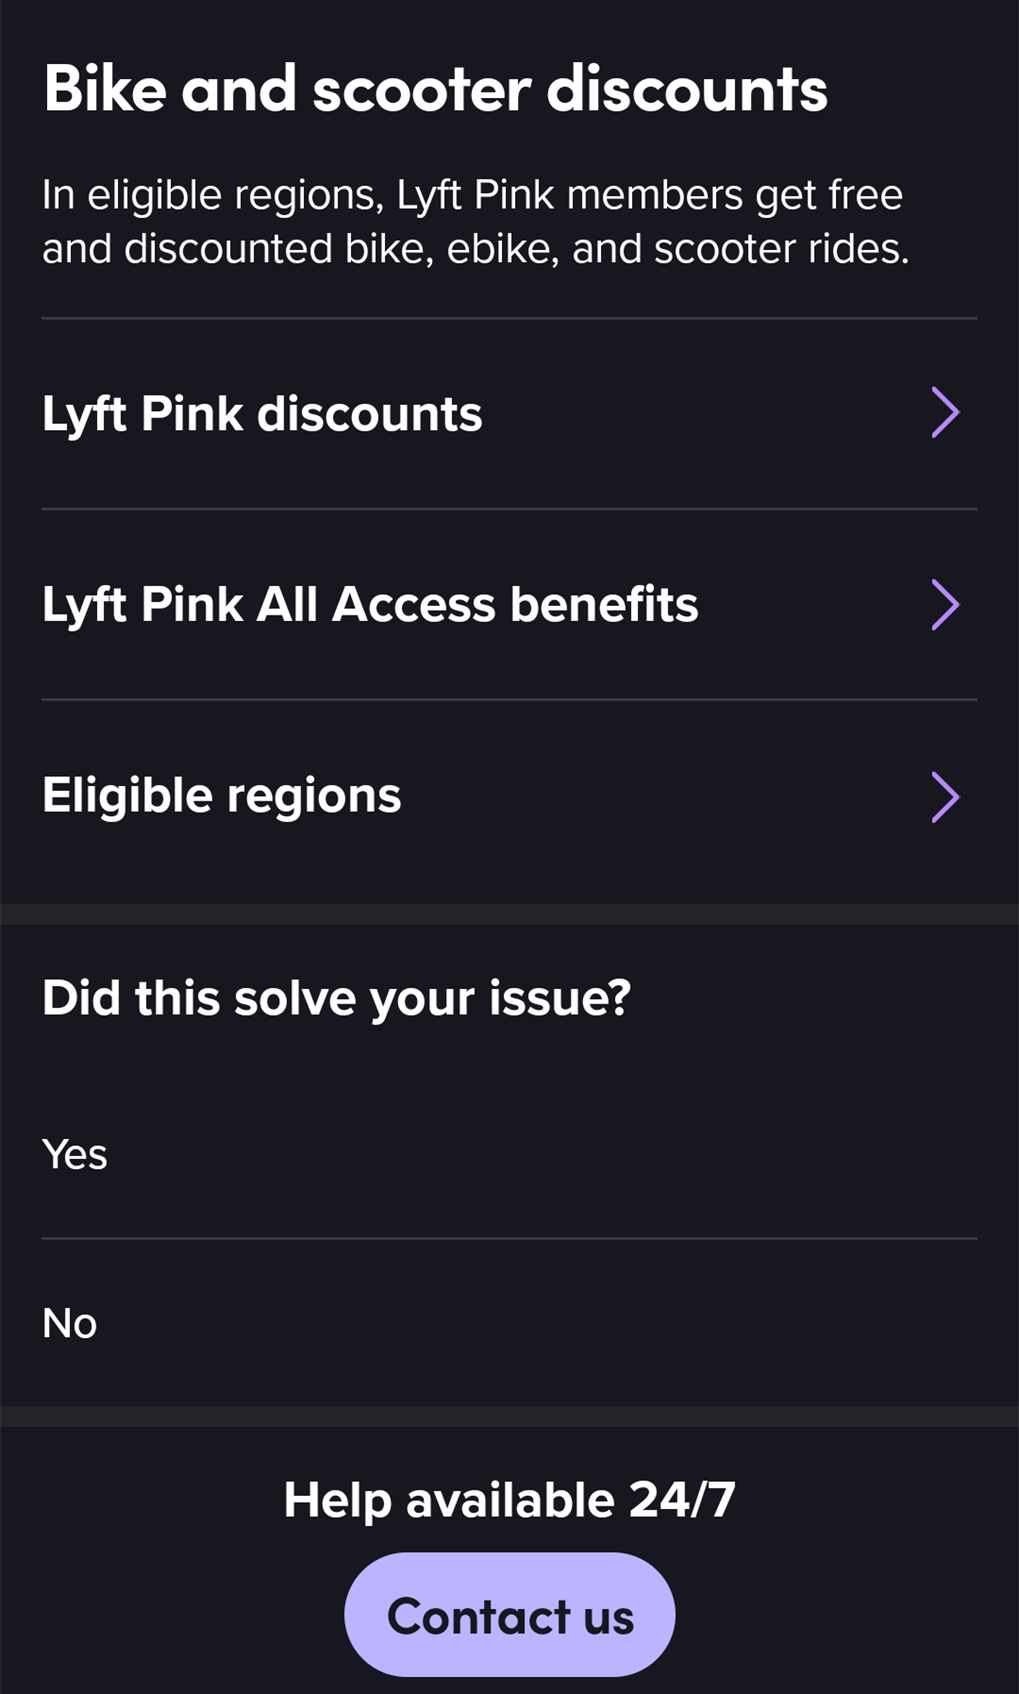 Bike and scooter discounts
In eligible regions, Lyft Pink members get free
and discounted bike, ebike, and scooter rides.
Lyft Pink discounts
Lyft Pink All Access benefits
Eligible regions
Did this solve your issue?
Yes
No
Help available 24/7
Contact us